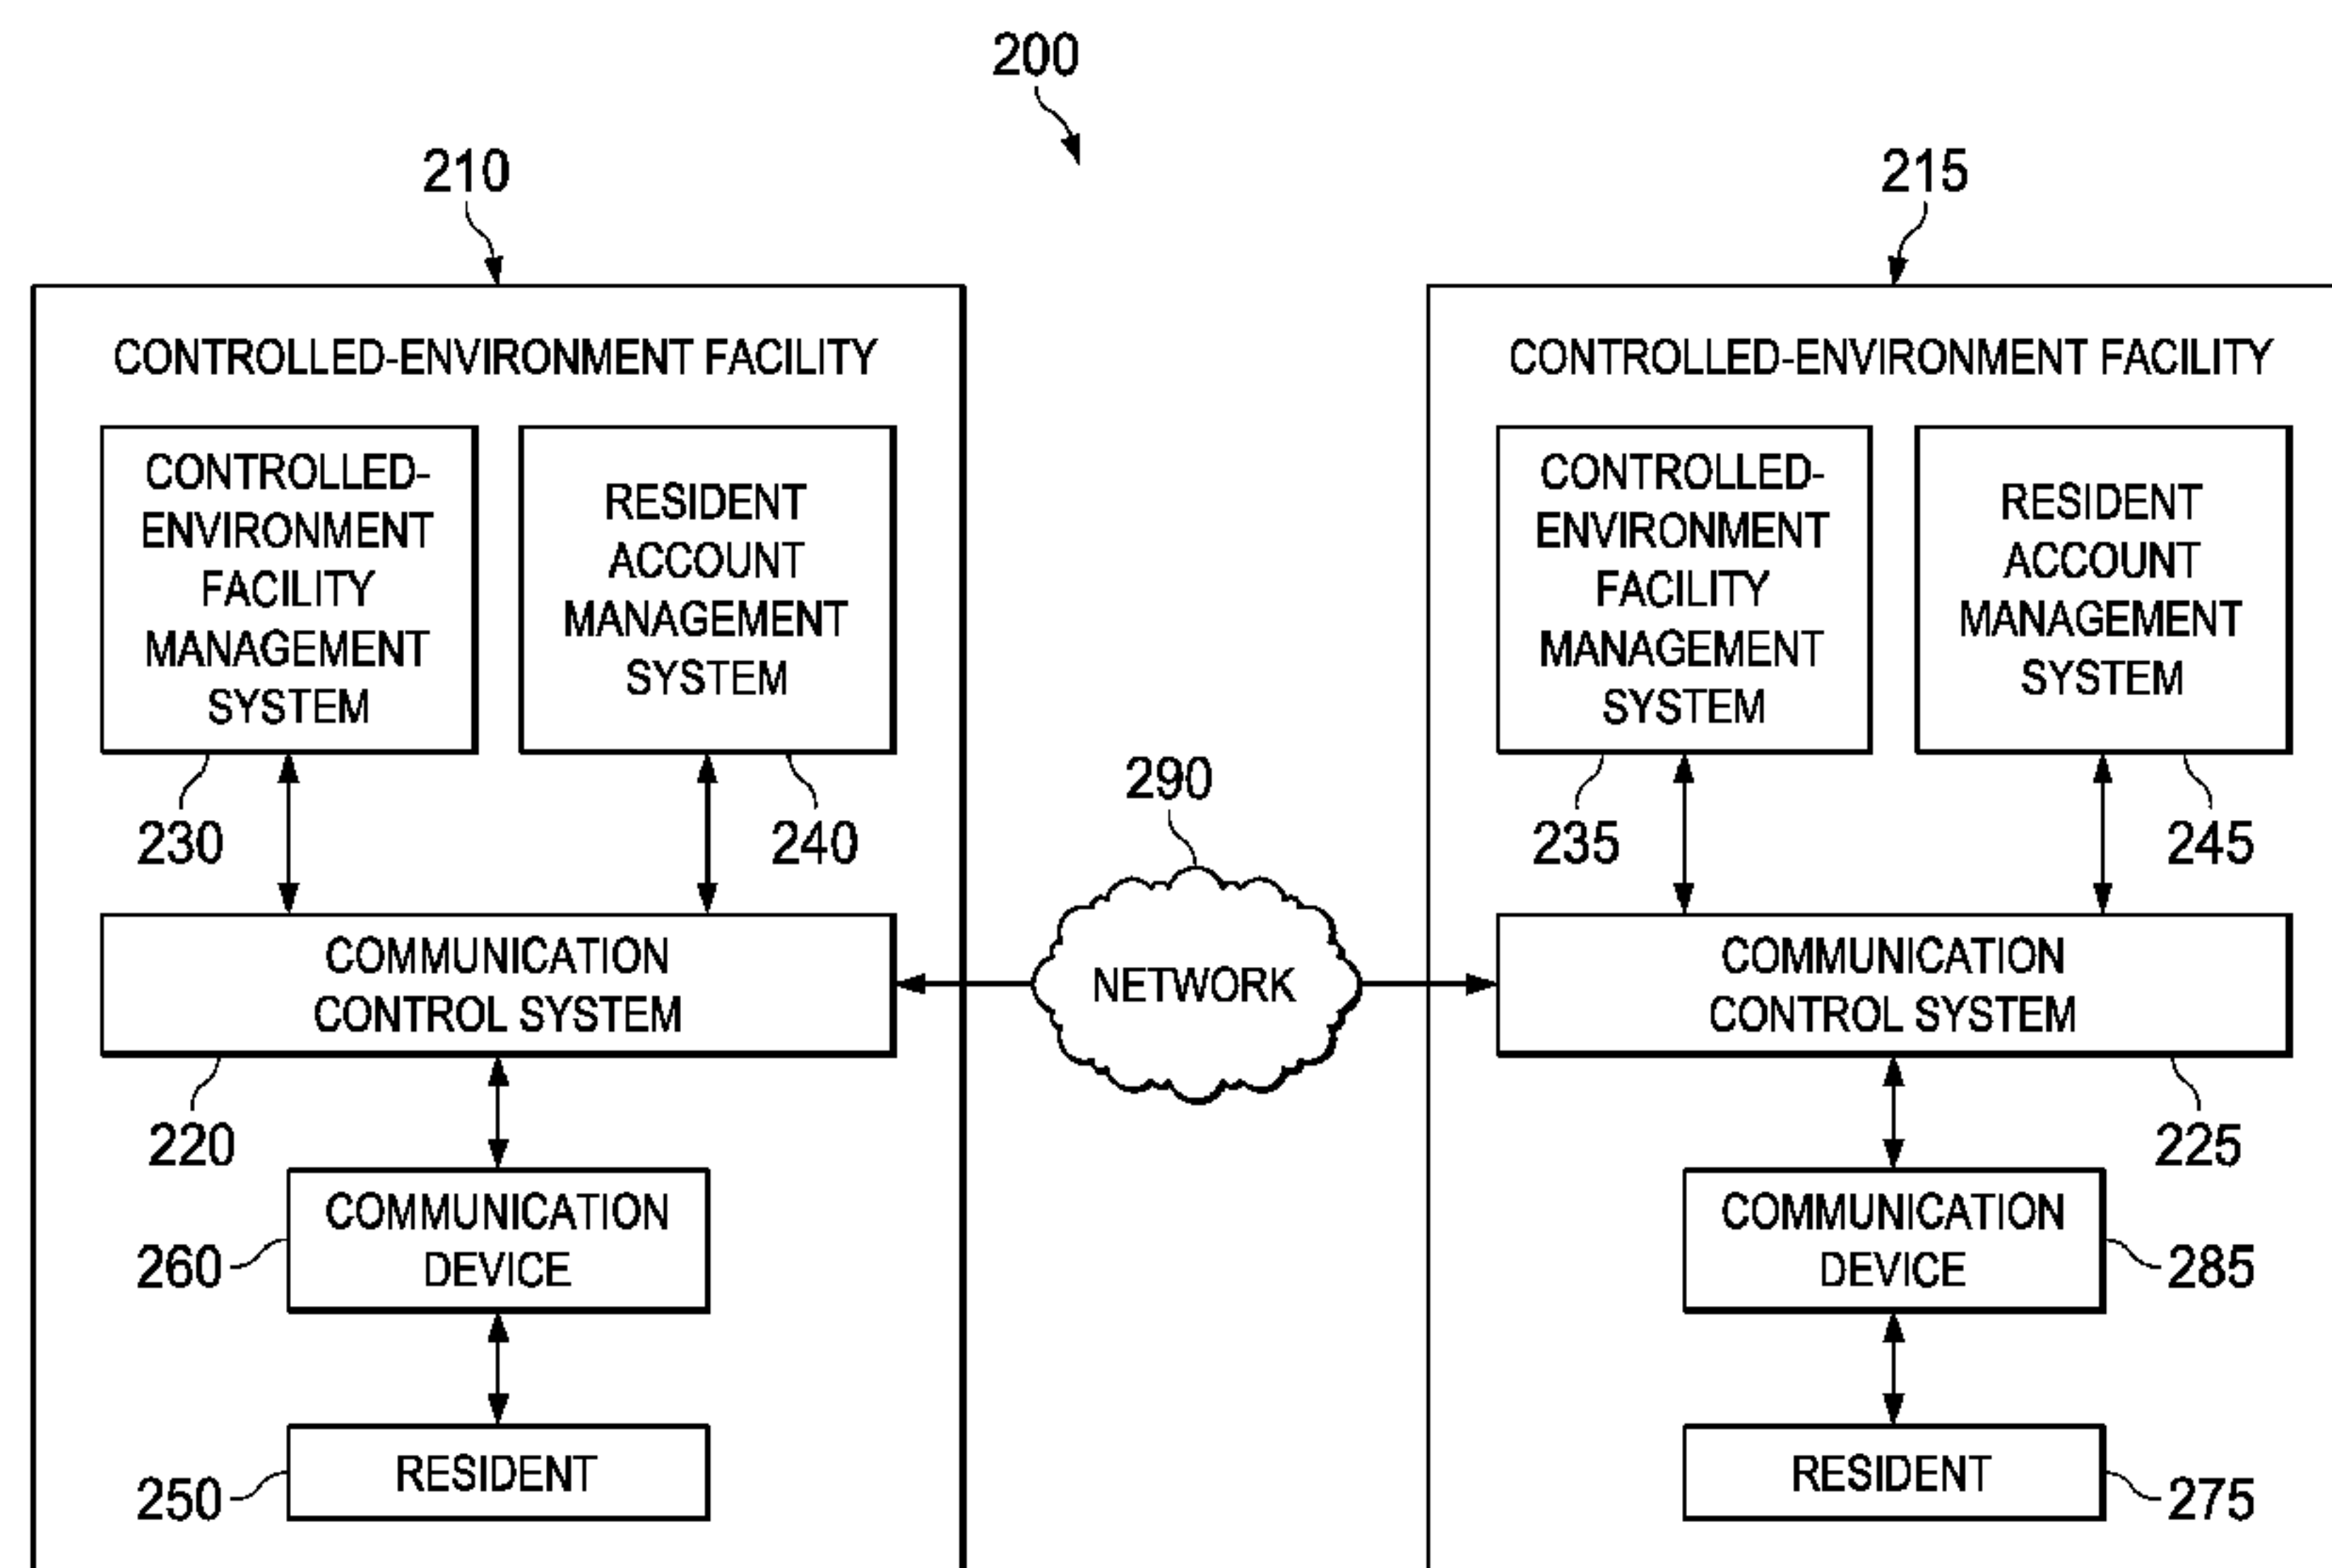 200
210
215
CONTROLLED-ENVIRONMENT FACILITY
CONTROLLED-
ENVIRONMENT
FACILITY
MANAGEMENT
SYSTEM
RESIDENT
ACCOUNT
MANAGEMENT
SYSTEM
230
240
COMMUNICATION
CONTROL SYSTEM
220
COMMUNICATION
DEVICE
260
RESIDENT
250
290
NETWORK
CONTROLLED-ENVIRONMENT FACILITY
CONTROLLED-
ENVIRONMENT
FACILITY
MANAGEMENT
SYSTEM
RESIDENT
ACCOUNT
MANAGEMENT
SYSTEM
235
245
COMMUNICATION
CONTROL SYSTEM
225
COMMUNICATION
DEVICE
285
RESIDENT
275